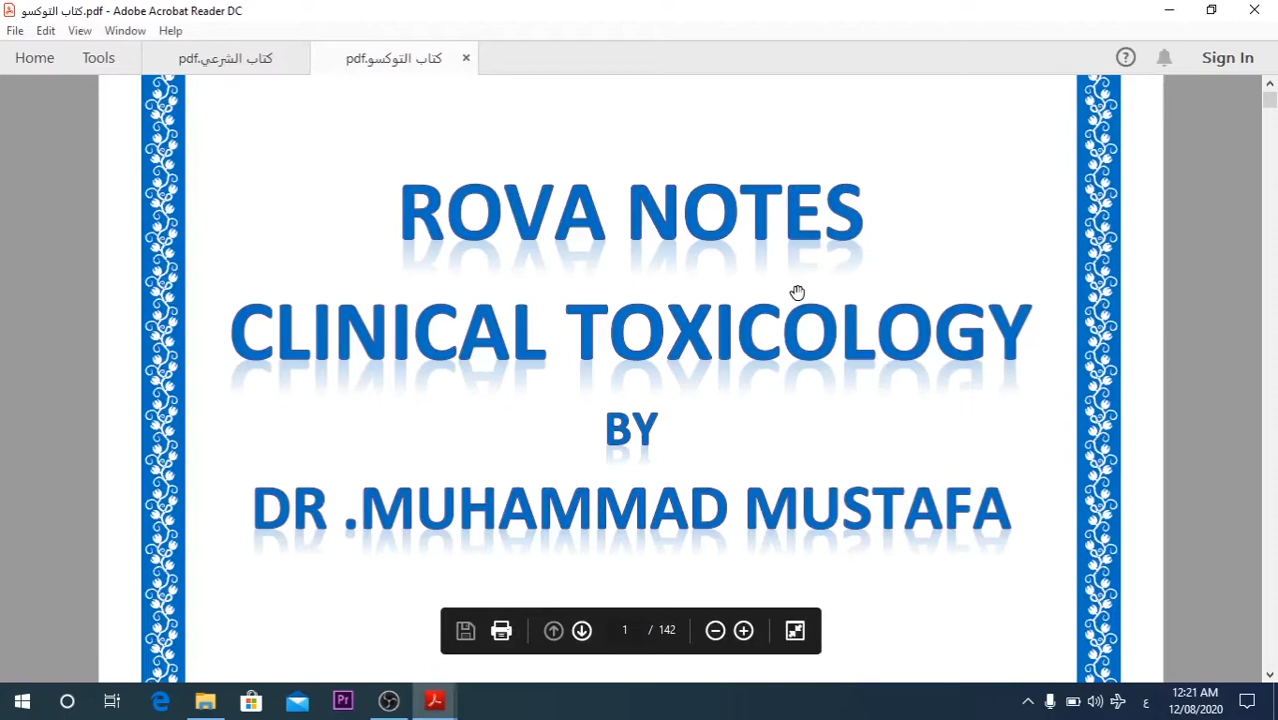 كتاب التوكسو.pdf - Adobe Acrobat Reader DC
File Edit View Window Help
Home Tools كتاب الشرعي.pdf كتاب التوكسو.pdf Sign In
ROVA NOTES
CLINICAL TOXICOLOGY
BY
DR .MUHAMMAD MUSTAFA
1 / 142
Pr ع 12:21 AM
12/08/2020